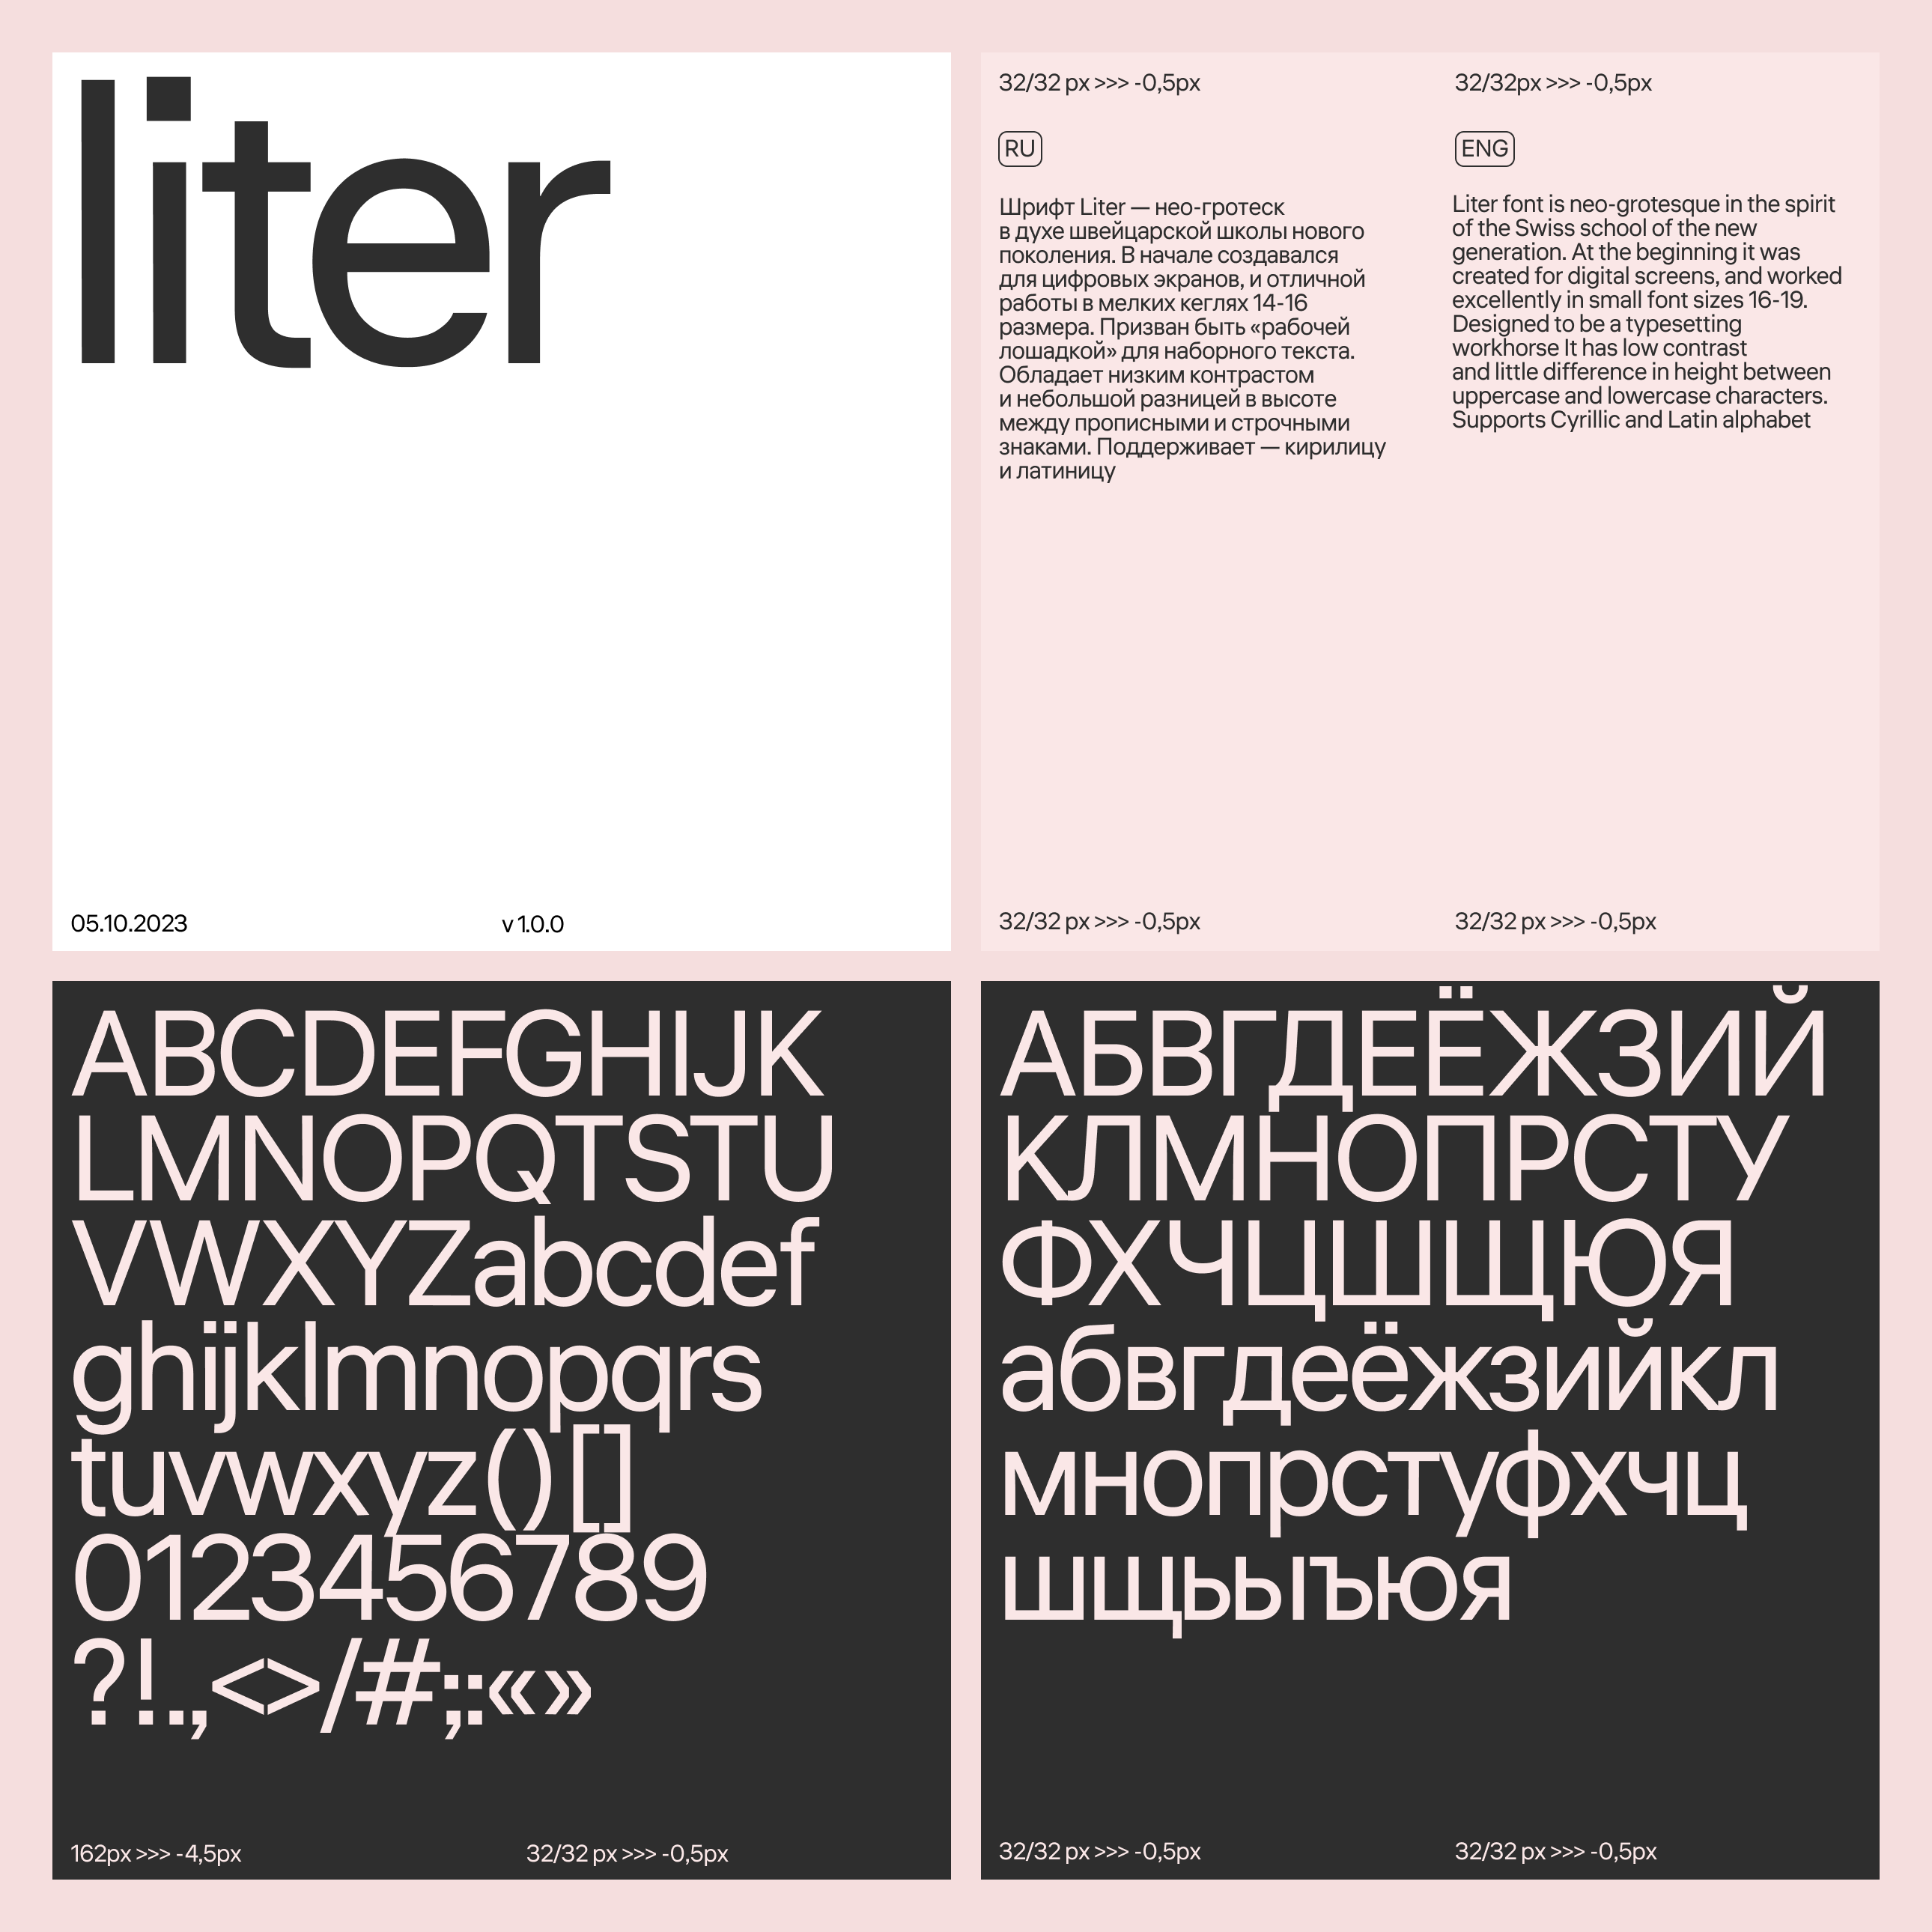 liter
05.10.2023
v 1.0.0
32/32 px >>> -0,5px
32/32px >>> -0,5px
RU
Шрифт Liter — нео-гротеск
в духе швейцарской школы нового
поколения. В начале создавался
для цифровых экранов, и отличной
работы в мелких кеглях 14-16
размера. Призван быть «рабочей
лошадкой» для наборного текста.
Обладает низким контрастом
и небольшой разницей в высоте
между прописными и строчными
знаками. Поддерживает — кирилицу
и латиницу
ENG
Liter font is neo-grotesque in the spirit
of the Swiss school of the new
generation. At the beginning it was
created for digital screens, and worked
excellently in small font sizes 16-19.
Designed to be a typesetting
workhorse It has low contrast
and little difference in height between
uppercase and lowercase characters.
Supports Cyrillic and Latin alphabet
32/32 px >>> -0,5px
32/32 px >>> -0,5px
ABCDEFGHIJK
LMNOPQTSTU
VWXYZabcdef
ghijklmnopqrs
tuvwxyz()[]
0123456789
?!.,<>/#;:«»
162px >>> -4,5px
32/32 px >>> -0,5px
АБВГДЕЁЖЗИЙ
КЛМНОПРСТУ
ФХЧЦШЩЮЯ
абвгдеёжзийкл
мнопрстуфхчц
шщьыъюя
32/32 px >>> -0,5px
32/32 px >>> -0,5px